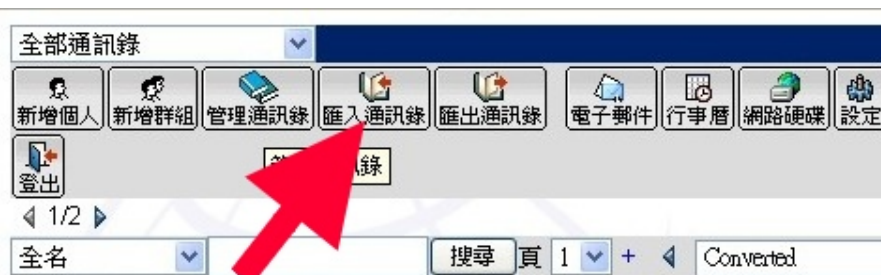 全部通訊錄
新增個人 新增群組 管理通訊錄 匯入通訊錄 匯出通訊錄 電子郵件 行事曆 網路硬碟 設定
訊錄
登出
1/2
全名 搜尋 頁 1 + Converted